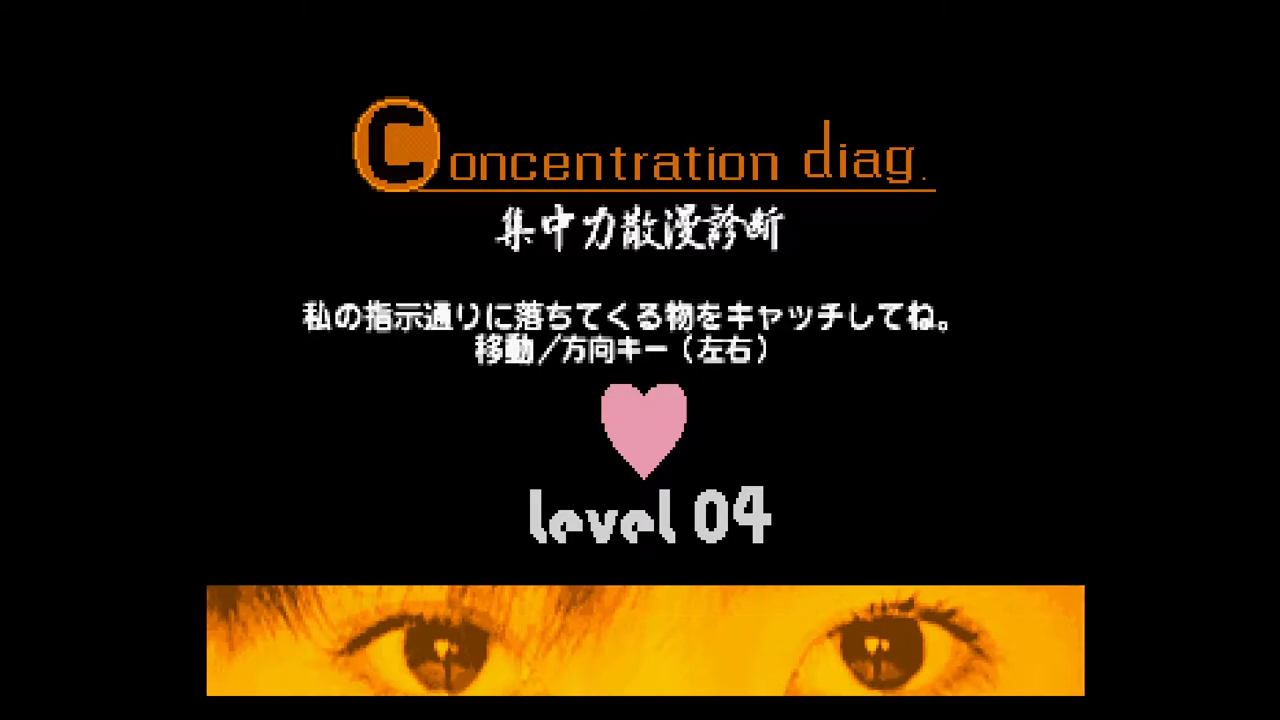 Concentration diag.
集中力散漫診断
私の指示通りに落ちてくる物をキャッチしてね。
移動／方向キー（左右）
level 04